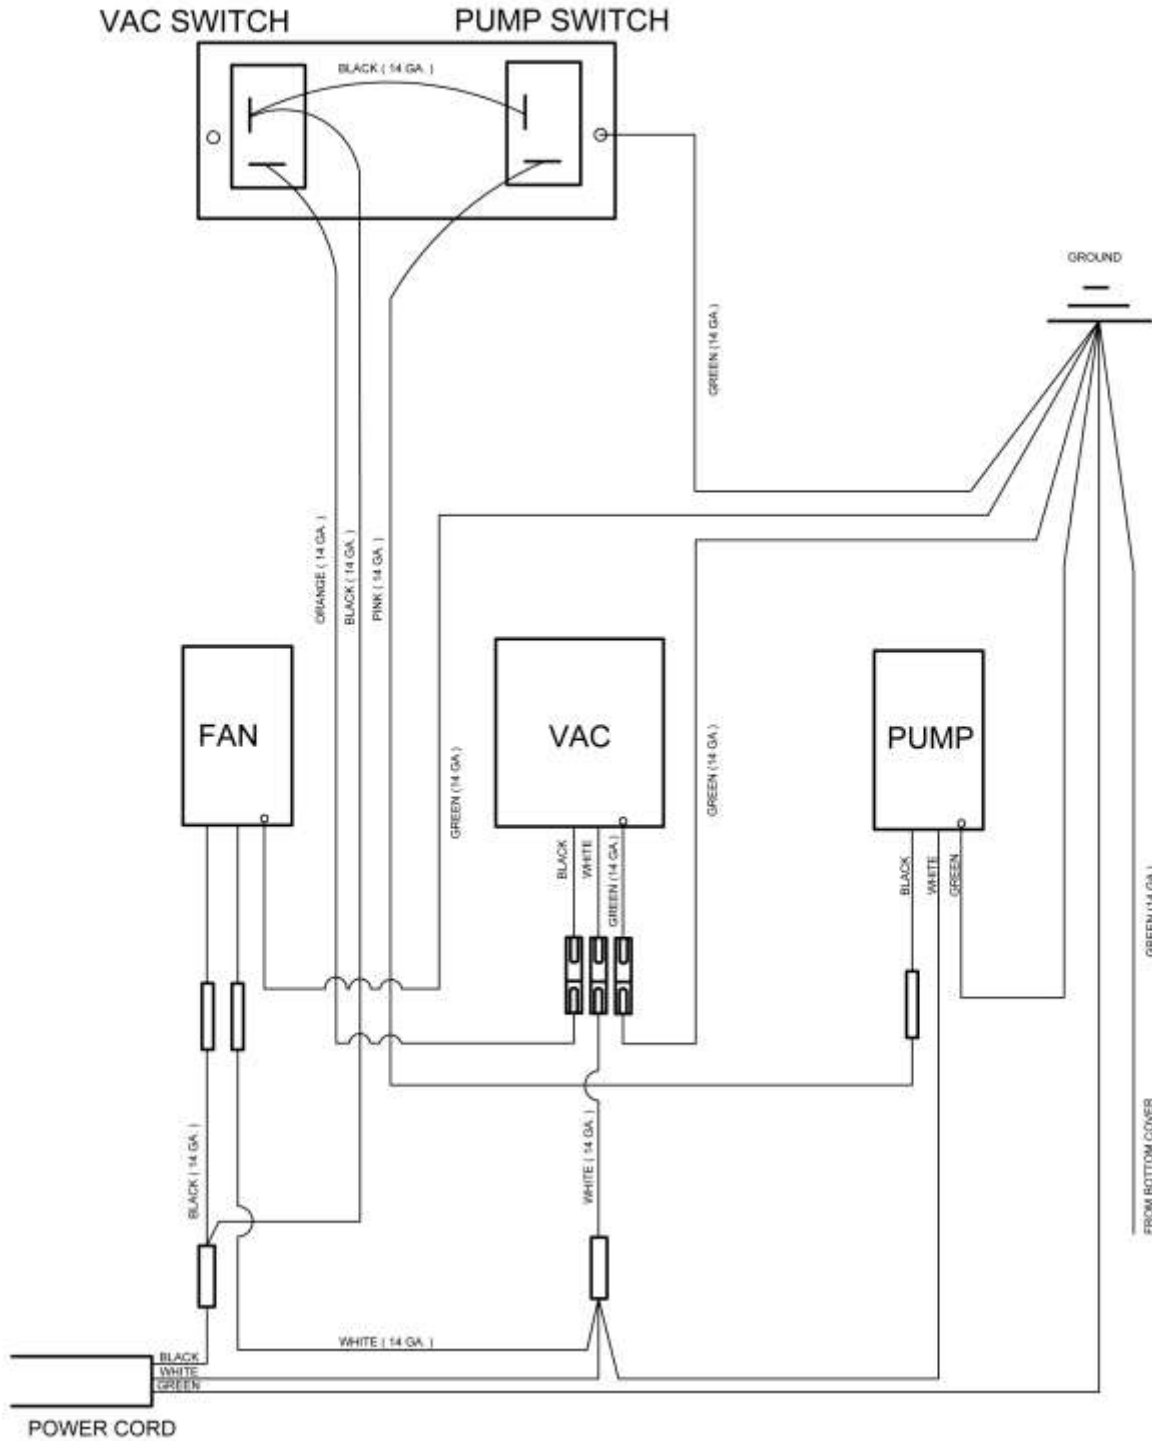 VAC SWITCH
PUMP SWITCH
BLACK ( 14 GA. )
GROUND
GREEN (14 GA.)
ORANGE ( 14 GA. )
BLACK ( 14 GA. )
PINK ( 14 GA. )
FAN
VAC
PUMP
GREEN (14 GA.)
GREEN (14 GA.)
BLACK
WHITE
GREEN (14 GA.)
BLACK
WHITE
GREEN
GREEN (14 GA.)
FROM BOTTOM COVER
BLACK ( 14 GA. )
WHITE ( 14 GA. )
WHITE ( 14 GA. )
BLACK
WHITE
GREEN
POWER CORD